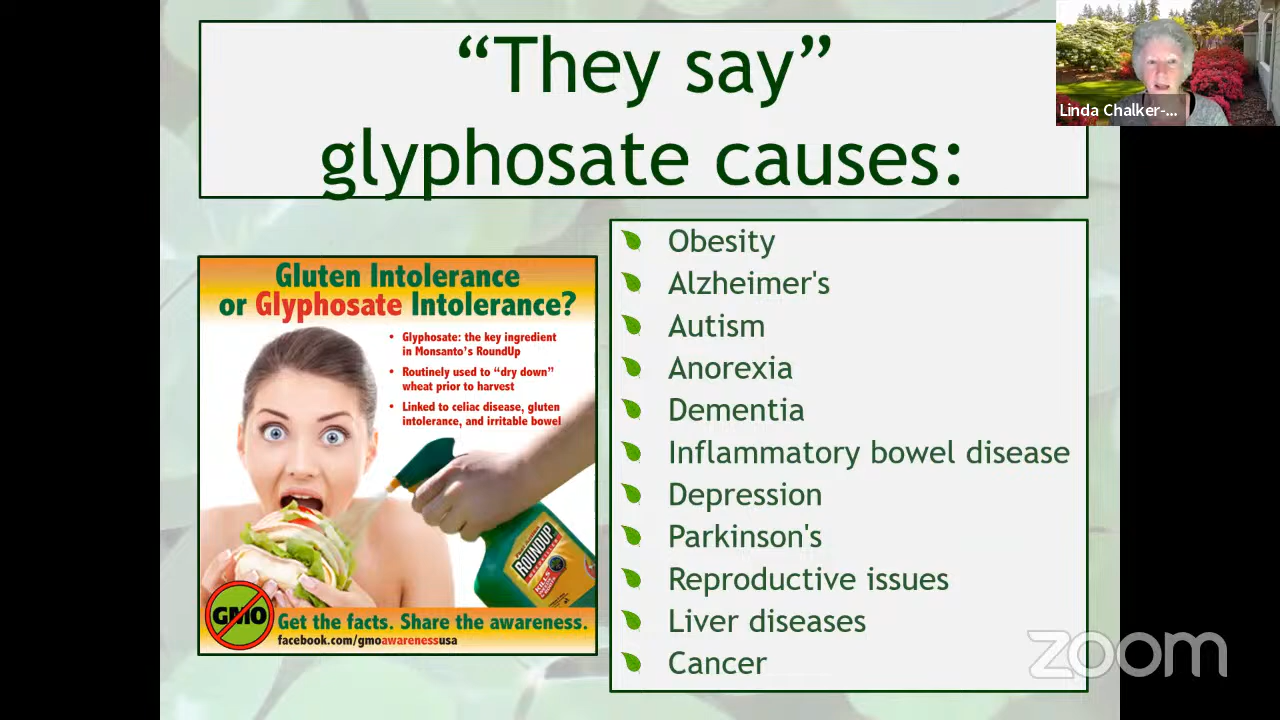 “They say”
glyphosate causes:
Linda Chalker-...
Gluten Intolerance
or Glyphosate Intolerance?
• Glyphosate: the key ingredient
in Monsanto's RoundUp
• Routinely used to “dry down”
wheat prior to harvest
• Linked to celiac disease, gluten
intolerance, and irritable bowel
ROUNDUP
GMO
Get the facts. Share the awareness.
facebook.com/gmoawarenessusa
Obesity
Alzheimer's
Autism
Anorexia
Dementia
Inflammatory bowel disease
Depression
Parkinson's
Reproductive issues
Liver diseases
Cancer
zoom